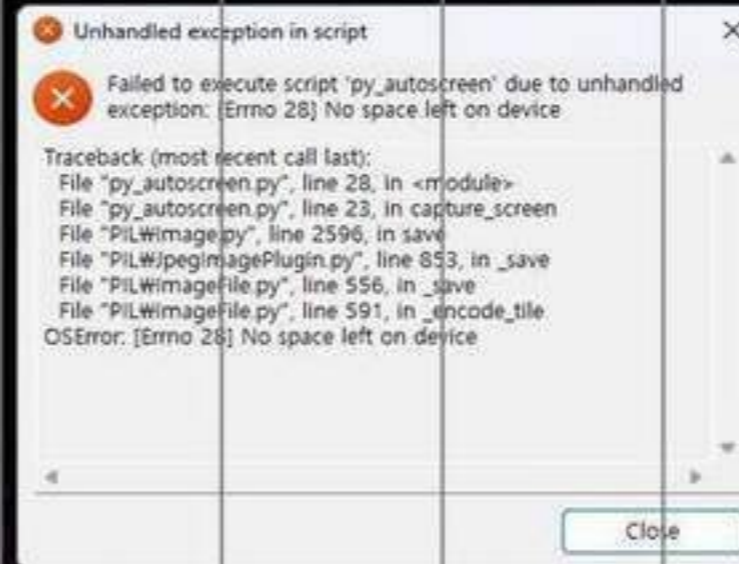 Unhandled exception in script
Failed to execute script 'py_autoscreen' due to unhandled
exception: [Errno 28] No space left on device
Traceback (most recent call last):
File "py_autoscreen.py", line 28, in <module>
File "py_autoscreen.py", line 23, in capture_screen
File "PIL₩Image.py", line 2596, in save
File "PIL₩JpegImagePlugin.py", line 853, in _save
File "PIL₩ImageFile.py", line 556, in _save
File "PIL₩ImageFile.py", line 591, in _encode_tile
OSError: [Errno 28] No space left on device
Close